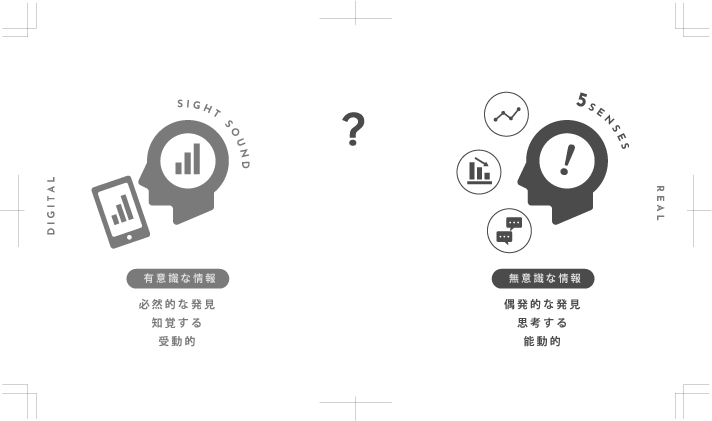 DIGITAL
SIGHT SOUND
有意識な情報
必然的な発見
知覚する
受動的
?
5 SENSES
!
REAL
無意識な情報
偶発的な発見
思考する
能動的